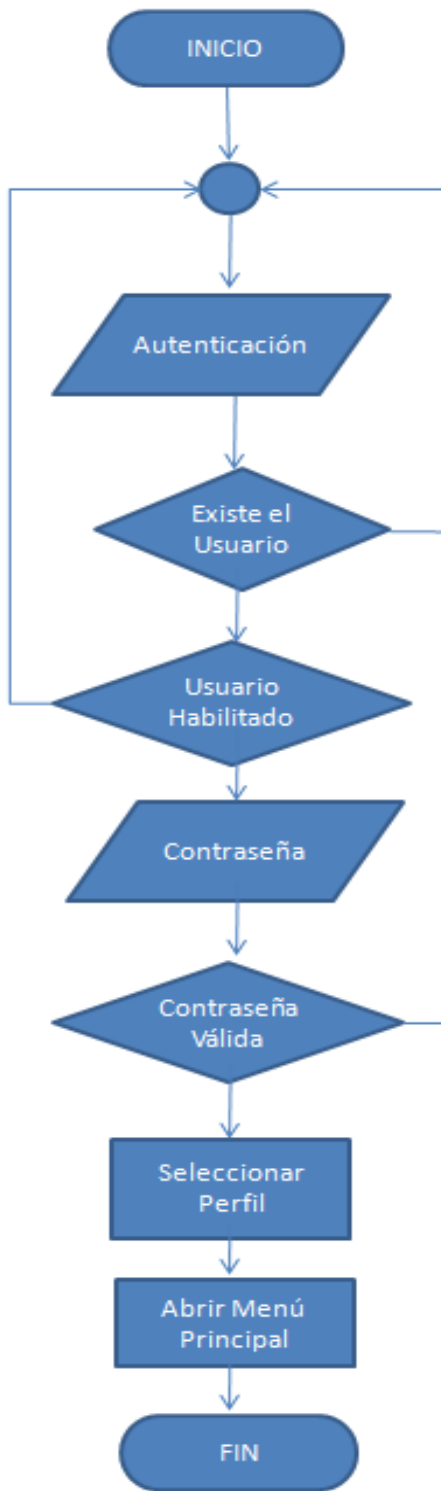 INICIO
Autenticación
Existe el
Usuario
Usuario
Habilitado
Contraseña
Contraseña
Válida
Seleccionar
Perfil
Abrir Menú
Principal
FIN